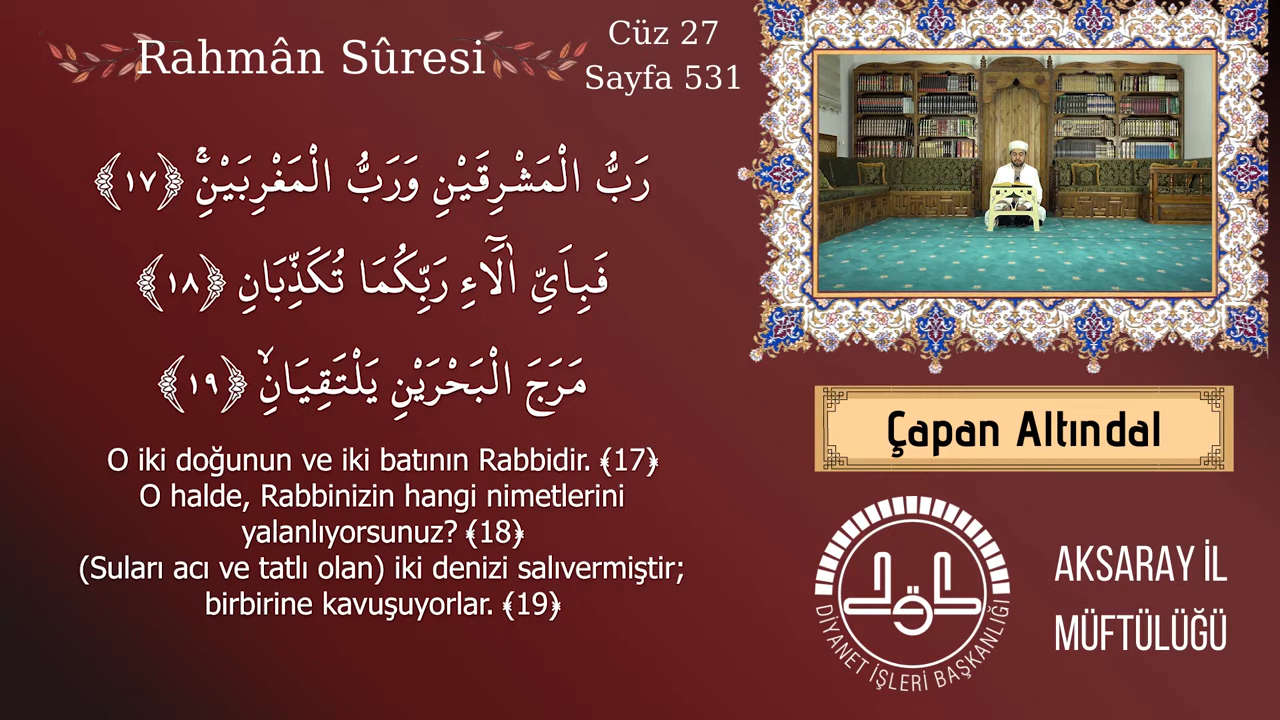 Rahmân Sûresi
Cüz 27
Sayfa 531
رَبُّ الْمَشْرِقَيْنِ وَرَبُّ الْمَغْرِبَيْنِۚ ﴿١٧﴾
فَبِاَيِّ اٰلَٓاءِ رَبِّكُمَا تُكَذِّبَانِ ﴿١٨﴾
مَرَجَ الْبَحْرَيْنِ يَلْتَقِيَانِۙ ﴿١٩﴾
O iki doğunun ve iki batının Rabbidir. ﴾17﴿
O halde, Rabbinizin hangi nimetlerini
yalanlıyorsunuz? ﴾18﴿
(Suları acı ve tatlı olan) iki denizi salıvermiştir;
birbirine kavuşuyorlar. ﴾19﴿
Çapan Altındal
DİYANET İŞLERİ BAŞKANLIĞI
AKSARAY İL
MÜFTÜLÜĞÜ